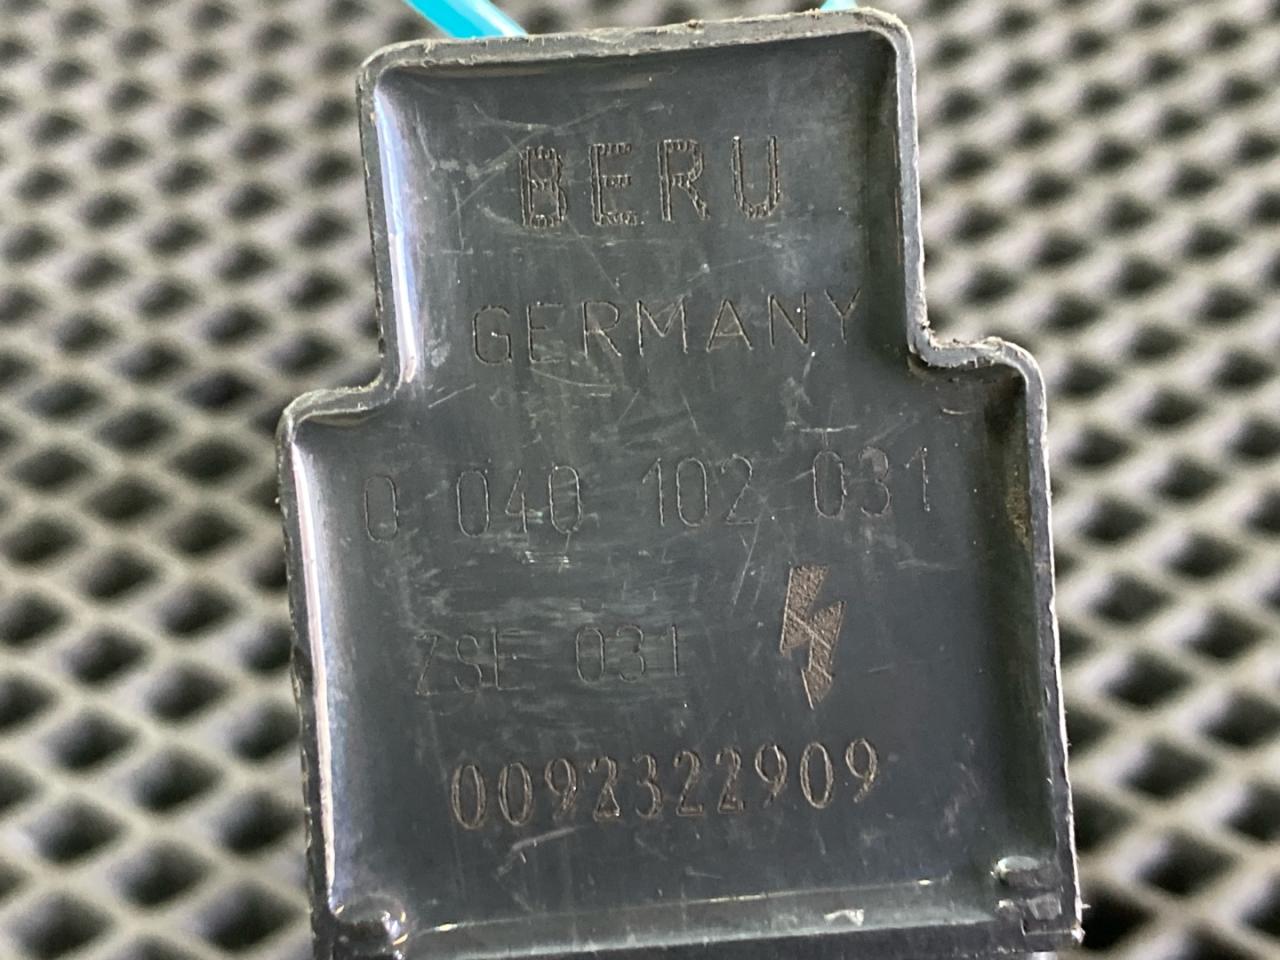 BERU
GERMANY
0 040 102 031
ZSE 031
0092322909